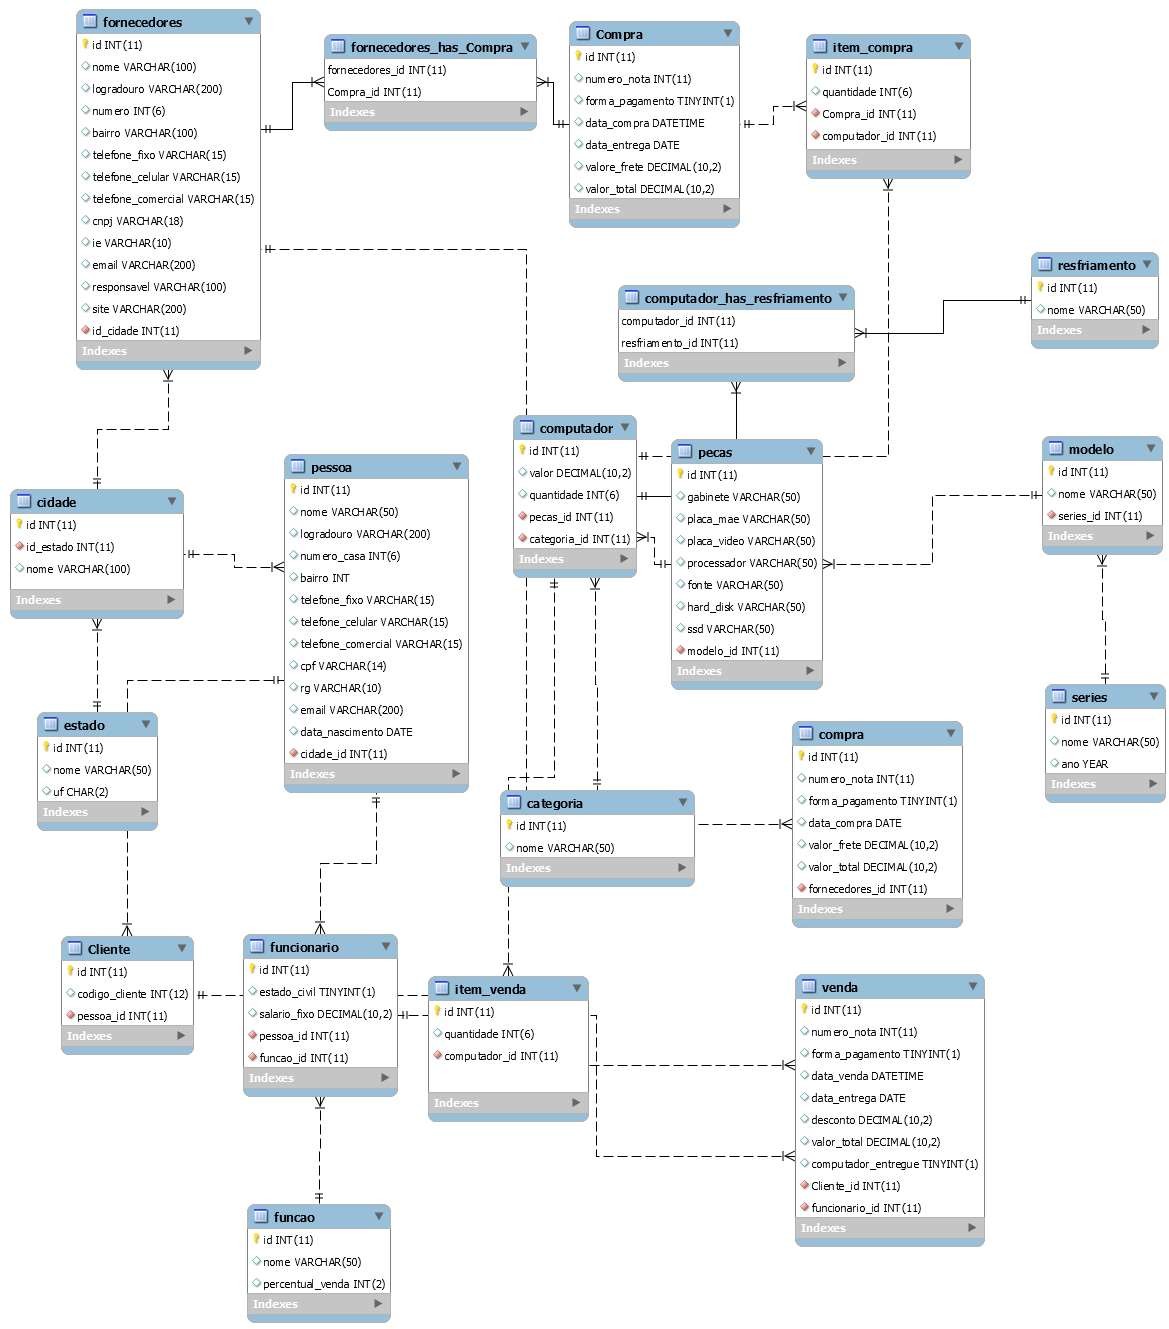 fornecedores
id INT(11)
nome VARCHAR(100)
logradouro VARCHAR(200)
numero INT(6)
bairro VARCHAR(100)
telefone_fixo VARCHAR(15)
telefone_celular VARCHAR(15)
telefone_comercial VARCHAR(15)
cnpj VARCHAR(18)
ie VARCHAR(10)
email VARCHAR(200)
responsavel VARCHAR(100)
site VARCHAR(200)
id_cidade INT(11)
Indexes
fornecedores_has_Compra
fornecedores_id INT(11)
Compra_id INT(11)
Indexes
Compra
id INT(11)
numero_nota INT(11)
forma_pagamento TINYINT(1)
data_compra DATETIME
data_entrega DATE
valore_frete DECIMAL(10,2)
valor_total DECIMAL(10,2)
Indexes
item_compra
id INT(11)
quantidade INT(6)
Compra_id INT(11)
computador_id INT(11)
Indexes
computador_has_resfriamento
computador_id INT(11)
resfriamento_id INT(11)
Indexes
resfriamento
id INT(11)
nome VARCHAR(50)
Indexes
cidade
id INT(11)
id_estado INT(11)
nome VARCHAR(100)
Indexes
pessoa
id INT(11)
nome VARCHAR(50)
logradouro VARCHAR(200)
numero_casa INT(6)
bairro INT
telefone_fixo VARCHAR(15)
telefone_celular VARCHAR(15)
telefone_comercial VARCHAR(15)
cpf VARCHAR(14)
rg VARCHAR(10)
email VARCHAR(200)
data_nascimento DATE
cidade_id INT(11)
Indexes
computador
id INT(11)
valor DECIMAL(10,2)
quantidade INT(6)
pecas_id INT(11)
categoria_id INT(11)
Indexes
pecas
id INT(11)
gabinete VARCHAR(50)
placa_mae VARCHAR(50)
placa_video VARCHAR(50)
processador VARCHAR(50)
fonte VARCHAR(50)
hard_disk VARCHAR(50)
ssd VARCHAR(50)
modelo_id INT(11)
Indexes
modelo
id INT(11)
nome VARCHAR(50)
series_id INT(11)
Indexes
estado
id INT(11)
nome VARCHAR(50)
uf CHAR(2)
Indexes
series
id INT(11)
nome VARCHAR(50)
ano YEAR
Indexes
categoria
id INT(11)
nome VARCHAR(50)
Indexes
compra
id INT(11)
numero_nota INT(11)
forma_pagamento TINYINT(1)
data_compra DATE
valor_frete DECIMAL(10,2)
valor_total DECIMAL(10,2)
fornecedores_id INT(11)
Indexes
Cliente
id INT(11)
codigo_cliente INT(12)
pessoa_id INT(11)
Indexes
funcionario
id INT(11)
estado_civil TINYINT(1)
salario_fixo DECIMAL(10,2)
pessoa_id INT(11)
funcao_id INT(11)
Indexes
item_venda
id INT(11)
quantidade INT(6)
computador_id INT(11)
Indexes
venda
id INT(11)
numero_nota INT(11)
forma_pagamento TINYINT(1)
data_venda DATETIME
data_entrega DATE
desconto DECIMAL(10,2)
valor_total DECIMAL(10,2)
computador_entregue TINYINT(1)
Cliente_id INT(11)
funcionario_id INT(11)
Indexes
funcao
id INT(11)
nome VARCHAR(50)
percentual_venda INT(2)
Indexes